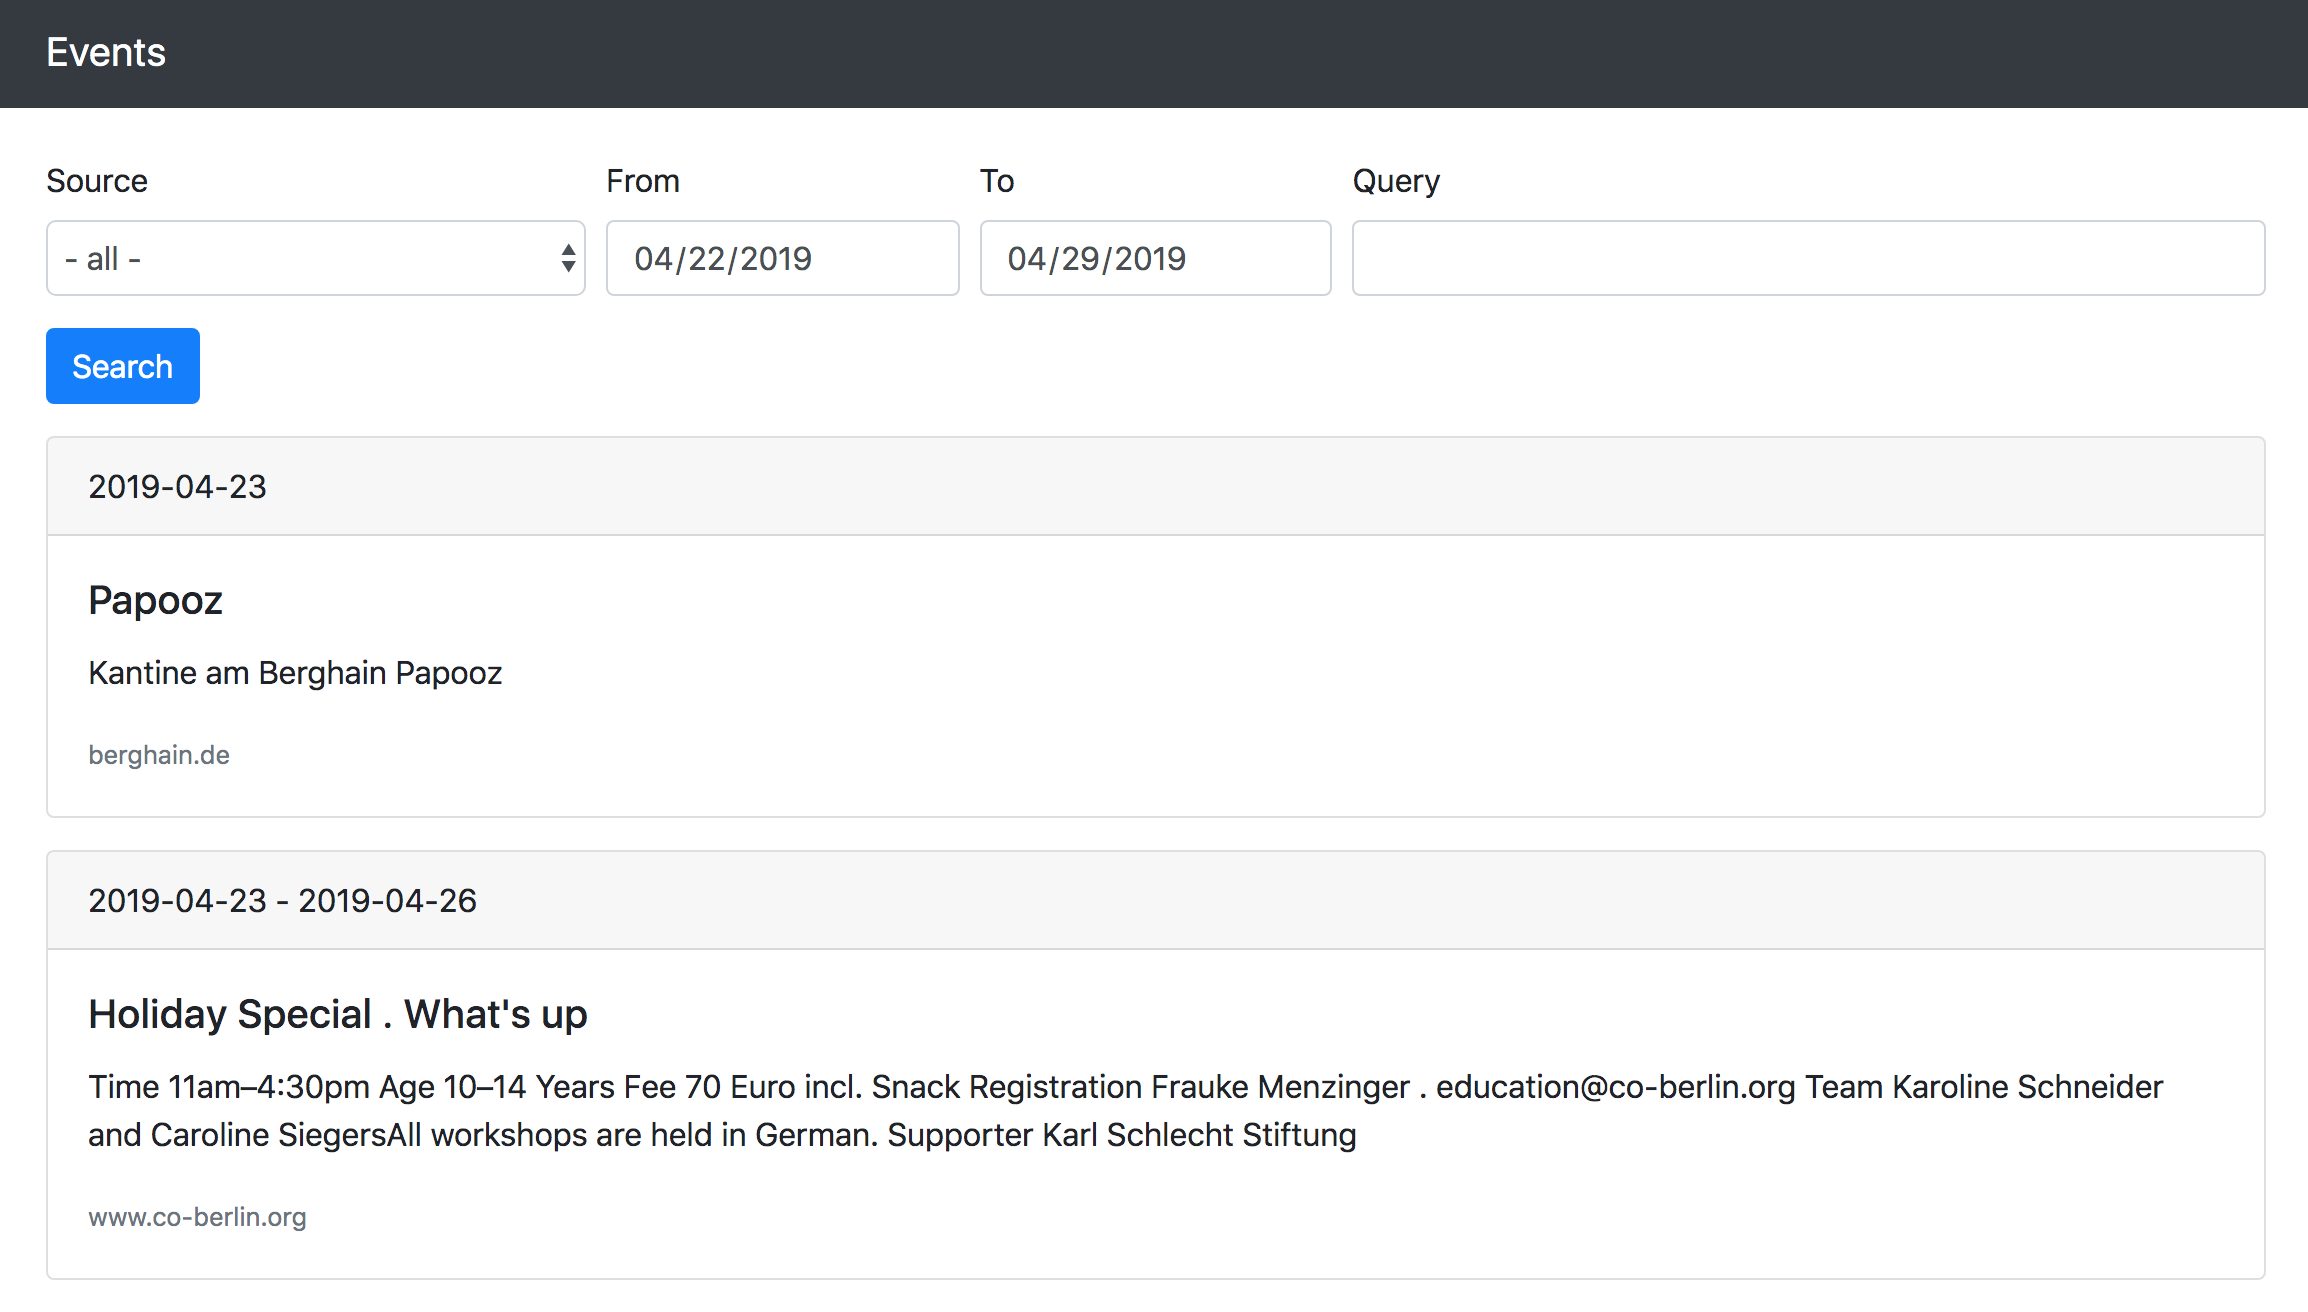 Events
Source From To Query
- all - 04/22/2019 04/29/2019
Search
2019-04-23
Papooz
Kantine am Berghain Papooz
berghain.de
2019-04-23 - 2019-04-26
Holiday Special . What's up
Time 11am–4:30pm Age 10–14 Years Fee 70 Euro incl. Snack Registration Frauke Menzinger . education@co-berlin.org Team Karoline Schneider
and Caroline SiegersAll workshops are held in German. Supporter Karl Schlecht Stiftung
www.co-berlin.org